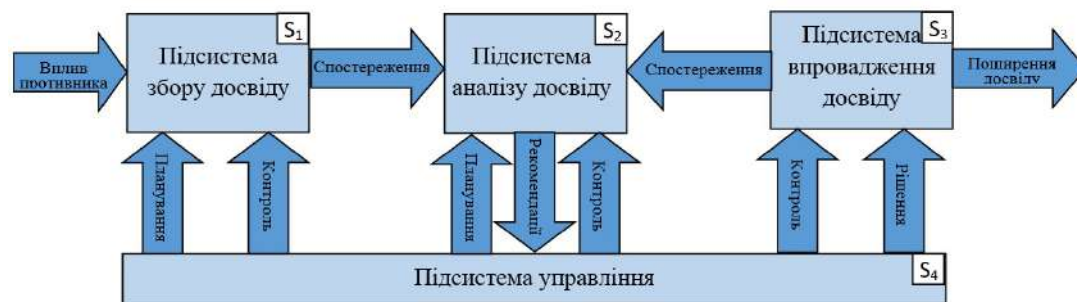 S1
Підсистема
збору досвіду
S2
Підсистема
аналізу досвіду
S3
Підсистема
впровадження
досвіду
Вплив
противника
Спостереження
Спостереження
Поширення
досвіду
Планування
Контроль
Планування
Рекомендації
Контроль
Контроль
Рішення
Підсистема управління
S4